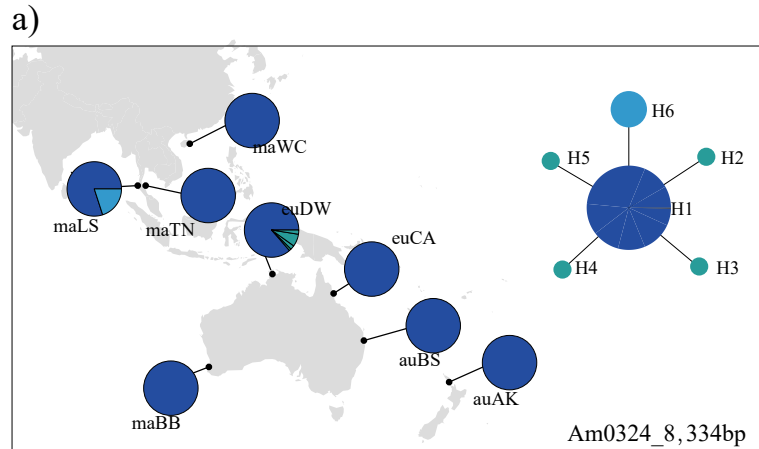 a)
maWC
maLS
maTN
euDW
euCA
auBS
auAK
maBB
H6
H5
H2
H1
H4
H3
Am0324_8,334bp